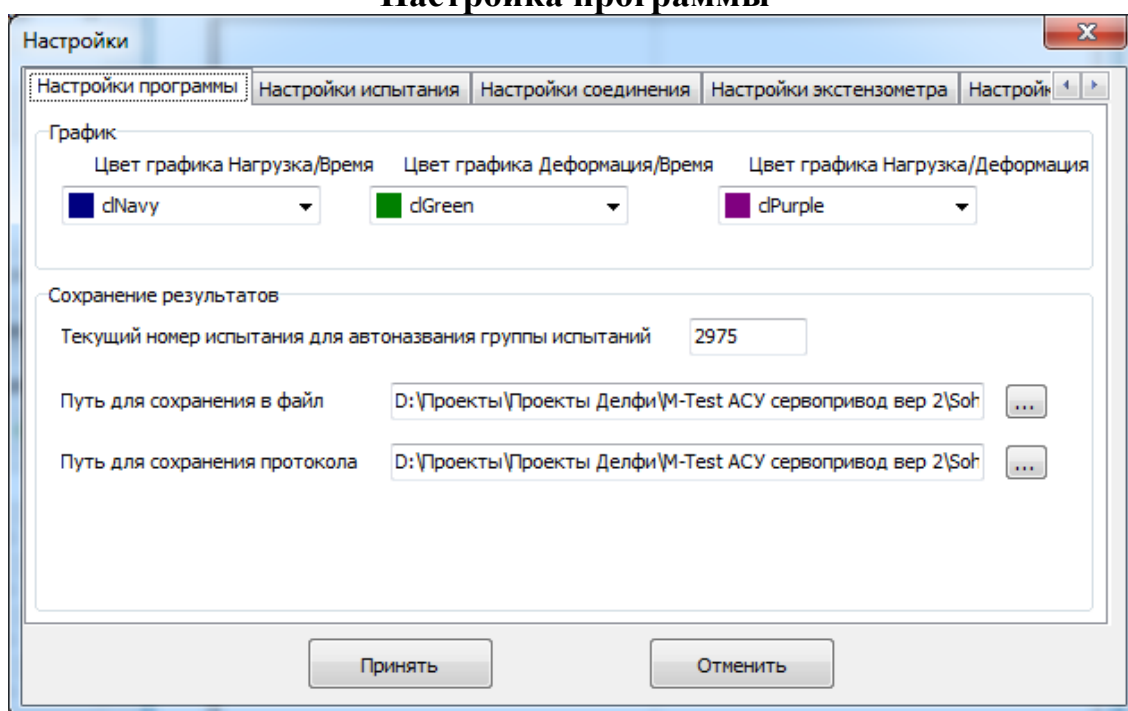 Настройка программы
Настройки
Настройки программы Настройки испытания Настройки соединения Настройки экстензометра Настройк
График
Цвет графика Нагрузка/Время Цвет графика Деформация/Время Цвет графика Нагрузка/Деформация
clNavy clGreen clPurple
Сохранение результатов
Текущий номер испытания для автоназвания группы испытаний 2975
Путь для сохранения в файл D:\Проекты\Проекты Делфи\M-Test АСУ сервопривод вер 2\Soh ...
Путь для сохранения протокола D:\Проекты\Проекты Делфи\M-Test АСУ сервопривод вер 2\Soh ...
Принять Отменить